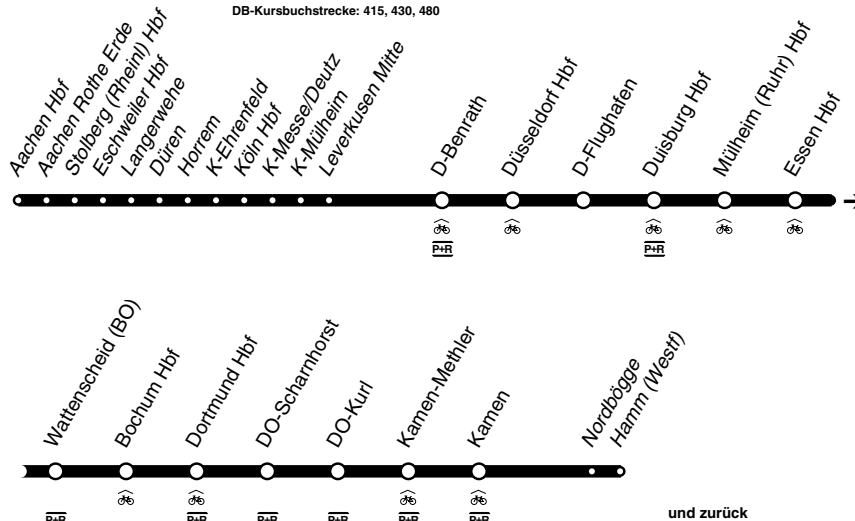 DB-Kursbuchstrecke: 415, 430, 480
Aachen Hbf
Aachen Rothe Erde
Stolberg (Rheinl) Hbf
Eschweiler Hbf
Langerwehe
Düren
Horrem
K-Ehrenfeld
Köln Hbf
K-Messe/Deutz
K-Mülheim
Leverkusen Mitte
D-Benrath
Düsseldorf Hbf
D-Flughafen
Duisburg Hbf
Mülheim (Ruhr) Hbf
Essen Hbf
P+R
P+R
Wattenscheid (BO)
Bochum Hbf
Dortmund Hbf
DO-Scharnhorst
DO-Kurl
Kamen-Methler
Kamen
Nordbögge
Hamm (Westf)
P+R
P+R
P+R
P+R
P+R
P+R
und zurück